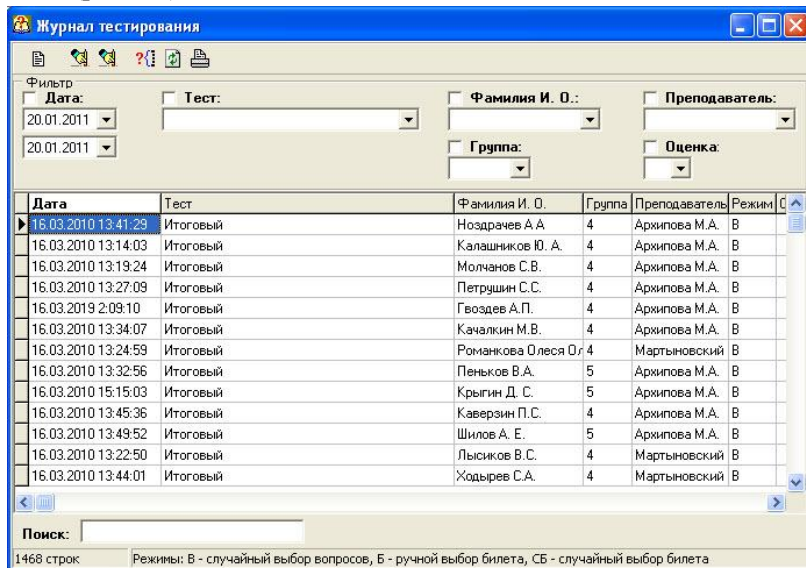 Журнал тестирования
Фильтр
Дата: Тест: Фамилия И. О.: Преподаватель:
20.01.2011
20.01.2011 Группа: Оценка:
Дата Тест Фамилия И. О. Группа Преподаватель Режим
16.03.2010 13:41:29 Итоговый Ноздрачев А.А 4 Архипова М.А. В
16.03.2010 13:14:03 Итоговый Калашников Ю. А. 4 Архипова М.А. В
16.03.2010 13:19:24 Итоговый Молчанов С.В. 4 Архипова М.А. В
16.03.2010 13:27:09 Итоговый Петрушин С.С. 4 Архипова М.А. В
16.03.2019 2:09:10 Итоговый Гвоздев А.П. 4 Архипова М.А. В
16.03.2010 13:34:07 Итоговый Качалкин М.В. 4 Архипова М.А. В
16.03.2010 13:24:59 Итоговый Романкова Олеся Ол 4 Мартыновский В
16.03.2010 13:32:56 Итоговый Пеньков В.А. 5 Архипова М.А. В
16.03.2010 15:15:03 Итоговый Крыгин Д. С. 5 Архипова М.А. В
16.03.2010 13:45:36 Итоговый Каверзин П.С. 4 Архипова М.А. В
16.03.2010 13:49:52 Итоговый Шилов А. Е. 5 Архипова М.А. В
16.03.2010 13:22:50 Итоговый Лысиков В.С. 4 Мартыновский В
16.03.2010 13:44:01 Итоговый Ходырев С.А. 4 Мартыновский В
Поиск:
1468 строк Режимы: В - случайный выбор вопросов, Б - ручной выбор билета, СБ - случайный выбор билета